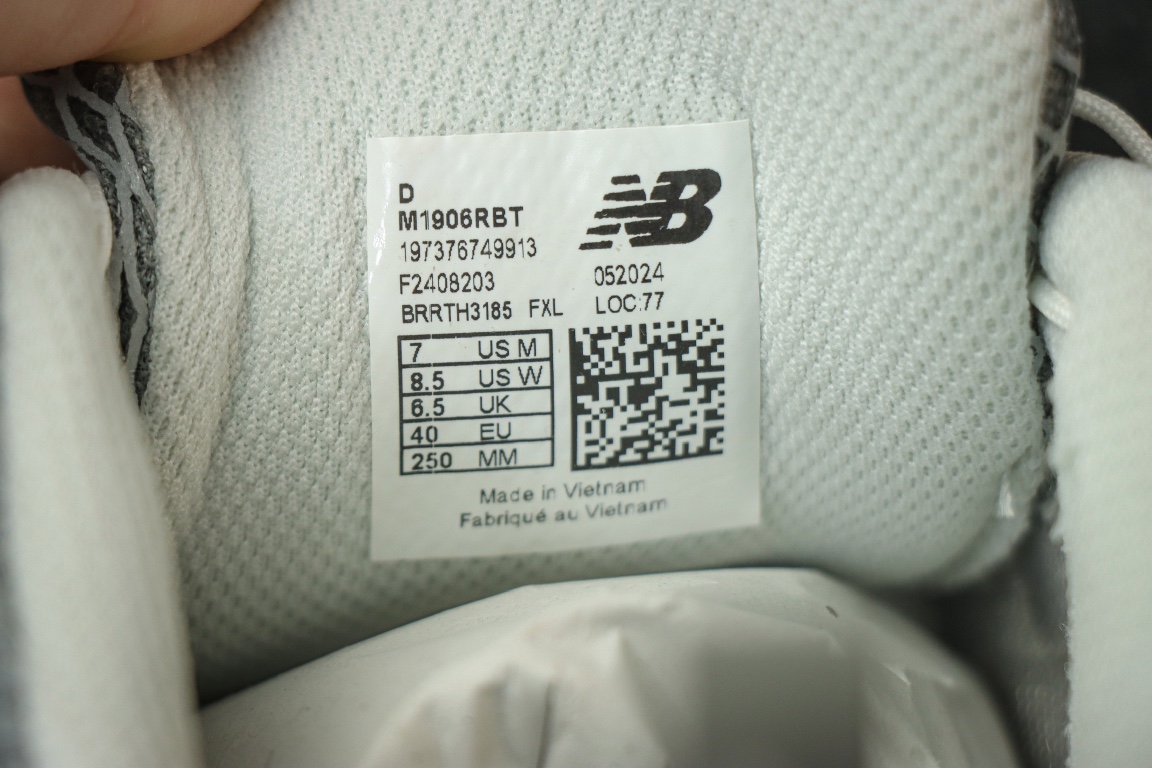 D
M1906RBT
197376749913
F2408203
BRRTH3185 FXL
NB
052024
LOC:77
7 US M
8.5 US W
6.5 UK
40 EU
250 MM
Made in Vietnam
Fabriqué au Vietnam